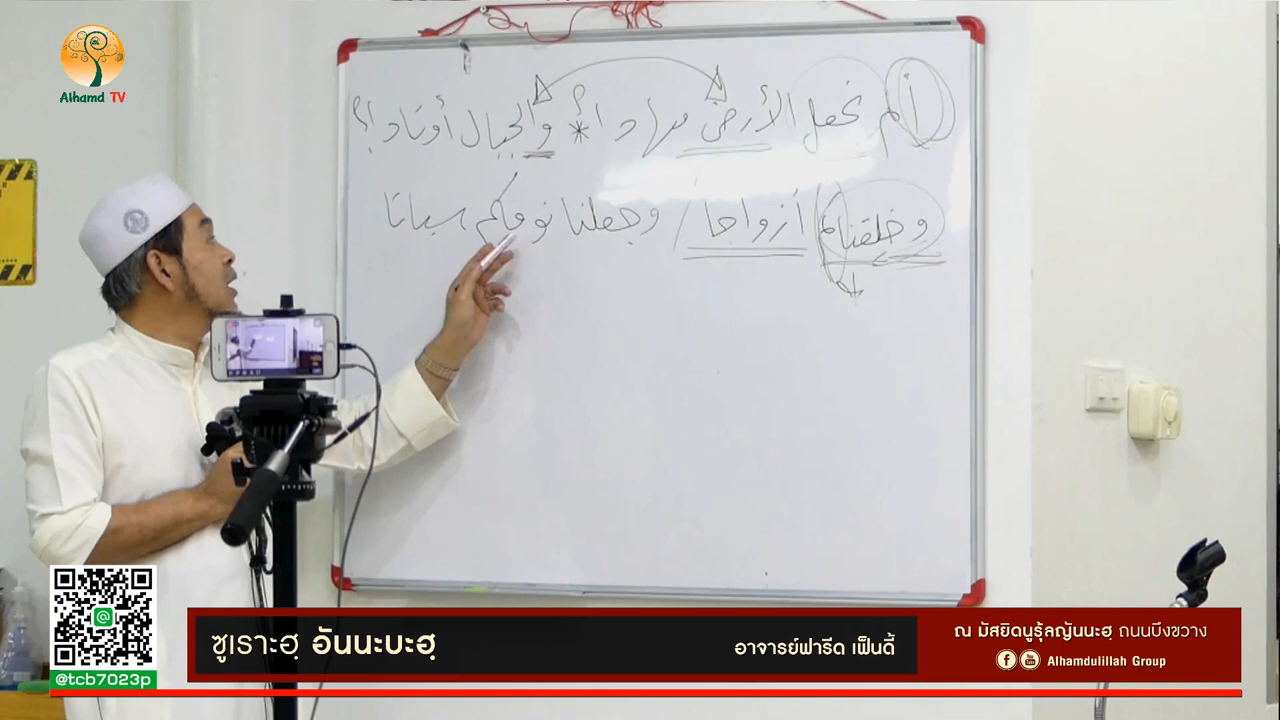 Alhamd TV
ألم نجعل الأرض مهادا ؟ * والجبال أوتادا ؟
وخلقناكم أزواجا / وجعلنا نومكم سباتا
ซูเราะฮฺ อันนะบะฮฺ
อาจารย์ฟารีด เฟ็นดี้
ณ มัสยิดนูรุ้ลญันนะฮฺ ถนนบึงขวาง
Alhamdulillah Group
@tcb7023p